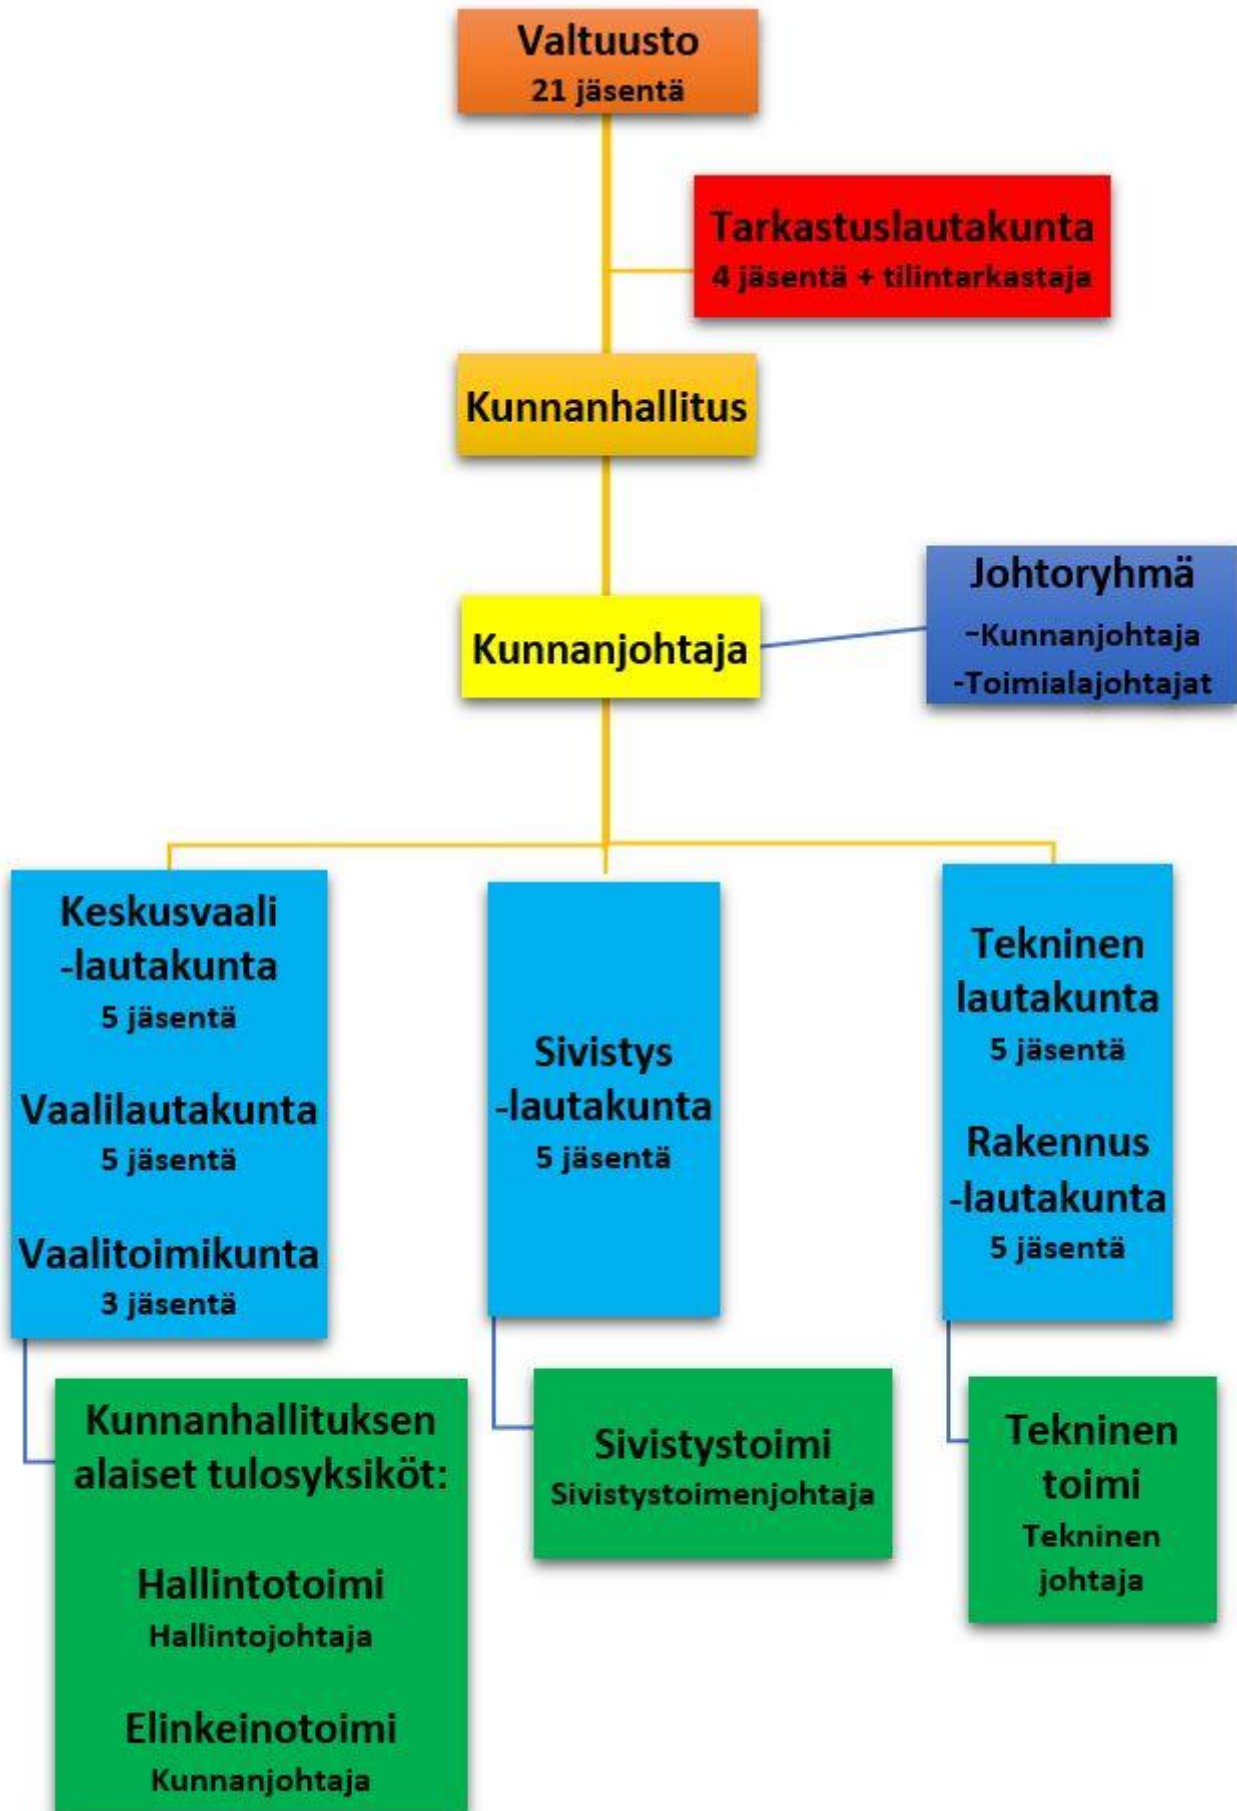 Valtuusto
21 jäsentä
Tarkastuslautakunta
4 jäsentä + tilintarkastaja
Kunnanhallitus
Johtoryhmä
-Kunnanjohtaja
-Toimialajohtajat
Kunnanjohtaja
Keskusvaali
-lautakunta
5 jäsentä
Vaalilautakunta
5 jäsentä
Vaalitoimikunta
3 jäsentä
Sivistys
-lautakunta
5 jäsentä
Tekninen
lautakunta
5 jäsentä
Rakennus
-lautakunta
5 jäsentä
Kunnanhallituksen
alaiset tulosyksiköt:
Hallintotoimi
Hallintojohtaja
Elinkeinotoimi
Kunnanjohtaja
Sivistystoimi
Sivistystoimenjohtaja
Tekninen
toimi
Tekninen
johtaja